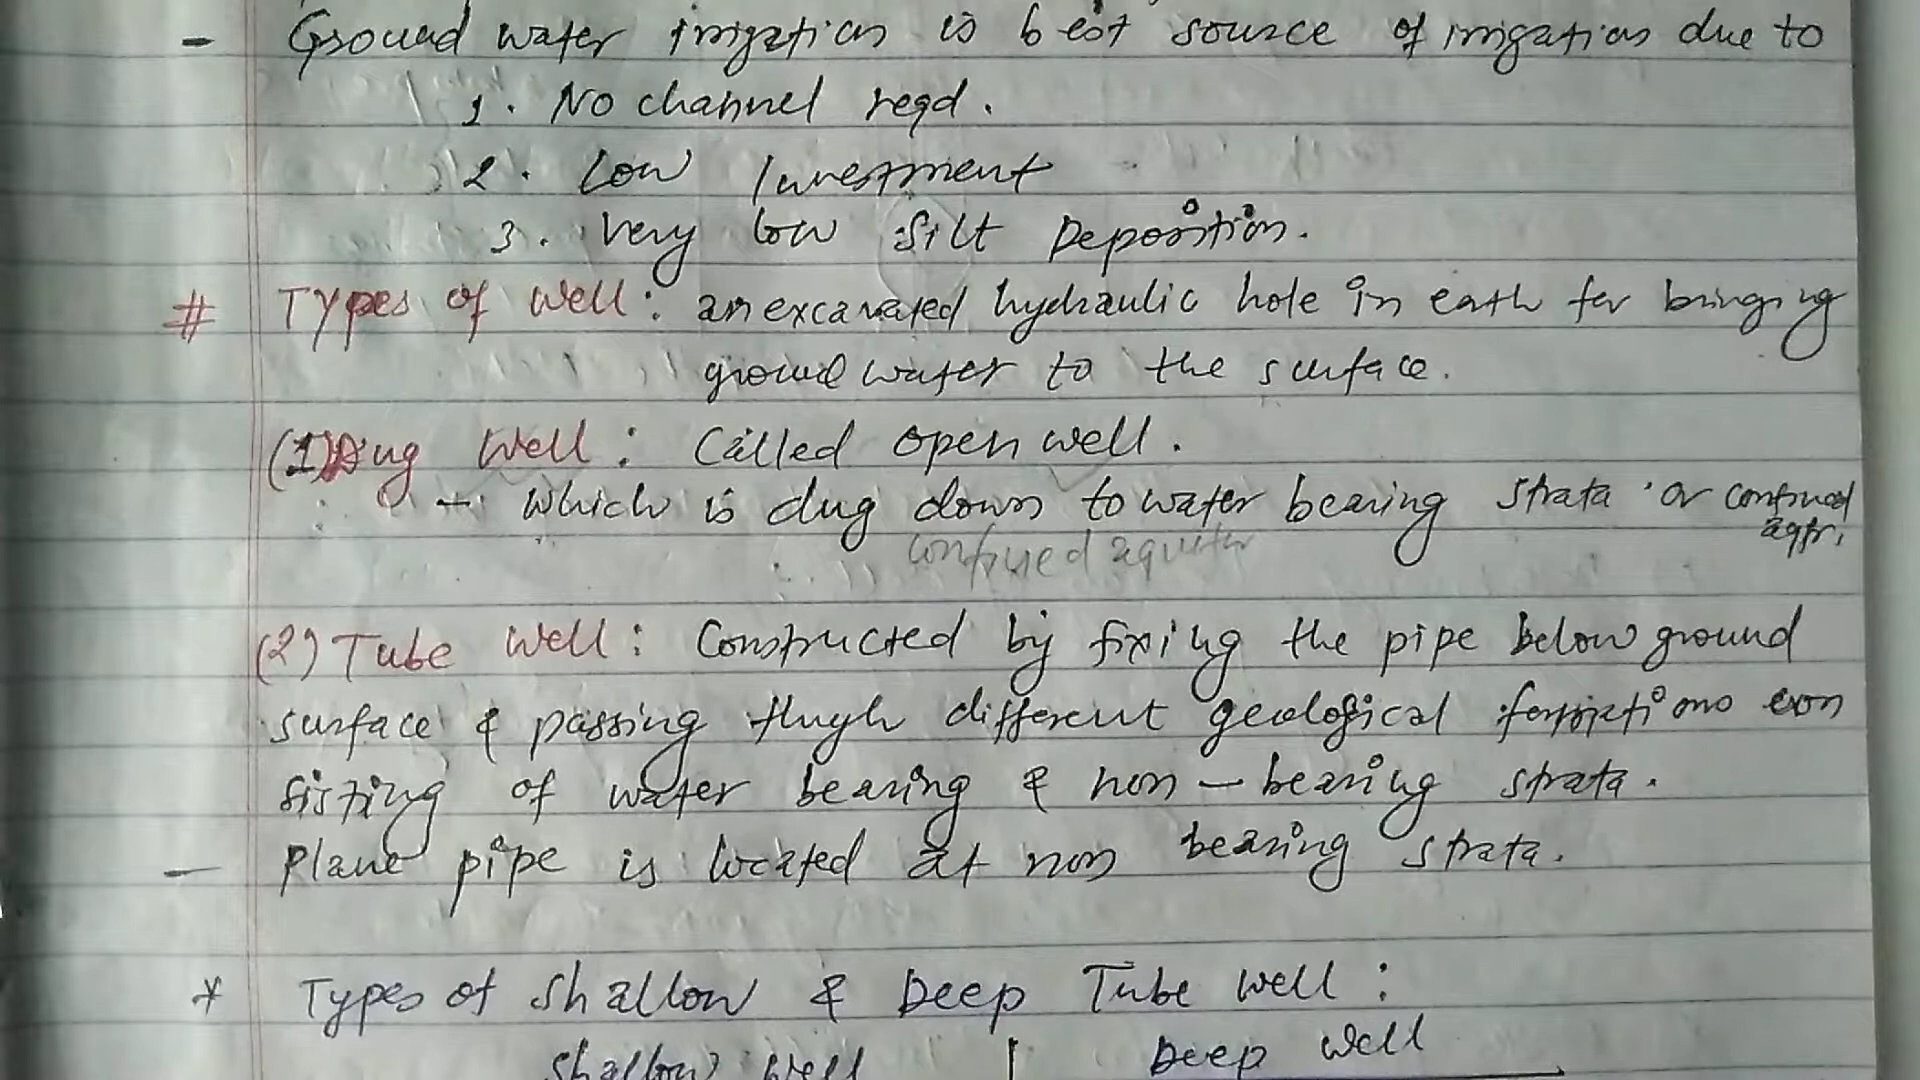 - Ground water irrigation is best source of irrigation due to
1. No channel reqd.
2. Low Investment
3. Very low silt Deposition.
# Types of Well: an excavated hydraulic hole in eath for bringing
ground water to the surface.
(1) Dug Well: Called open well.
- which is dug down to water bearing strata or confined
aqfr.
confined aquifer
(2) Tube Well: Constructed by fixing the pipe below ground
surface & passing thrgh different geological formations con
sisting of water bearing & non - bearing strata.
- Plane pipe is located at non bearing strata.
* Types of Shallow & Deep Tube well:
Shallow Well | Deep Well